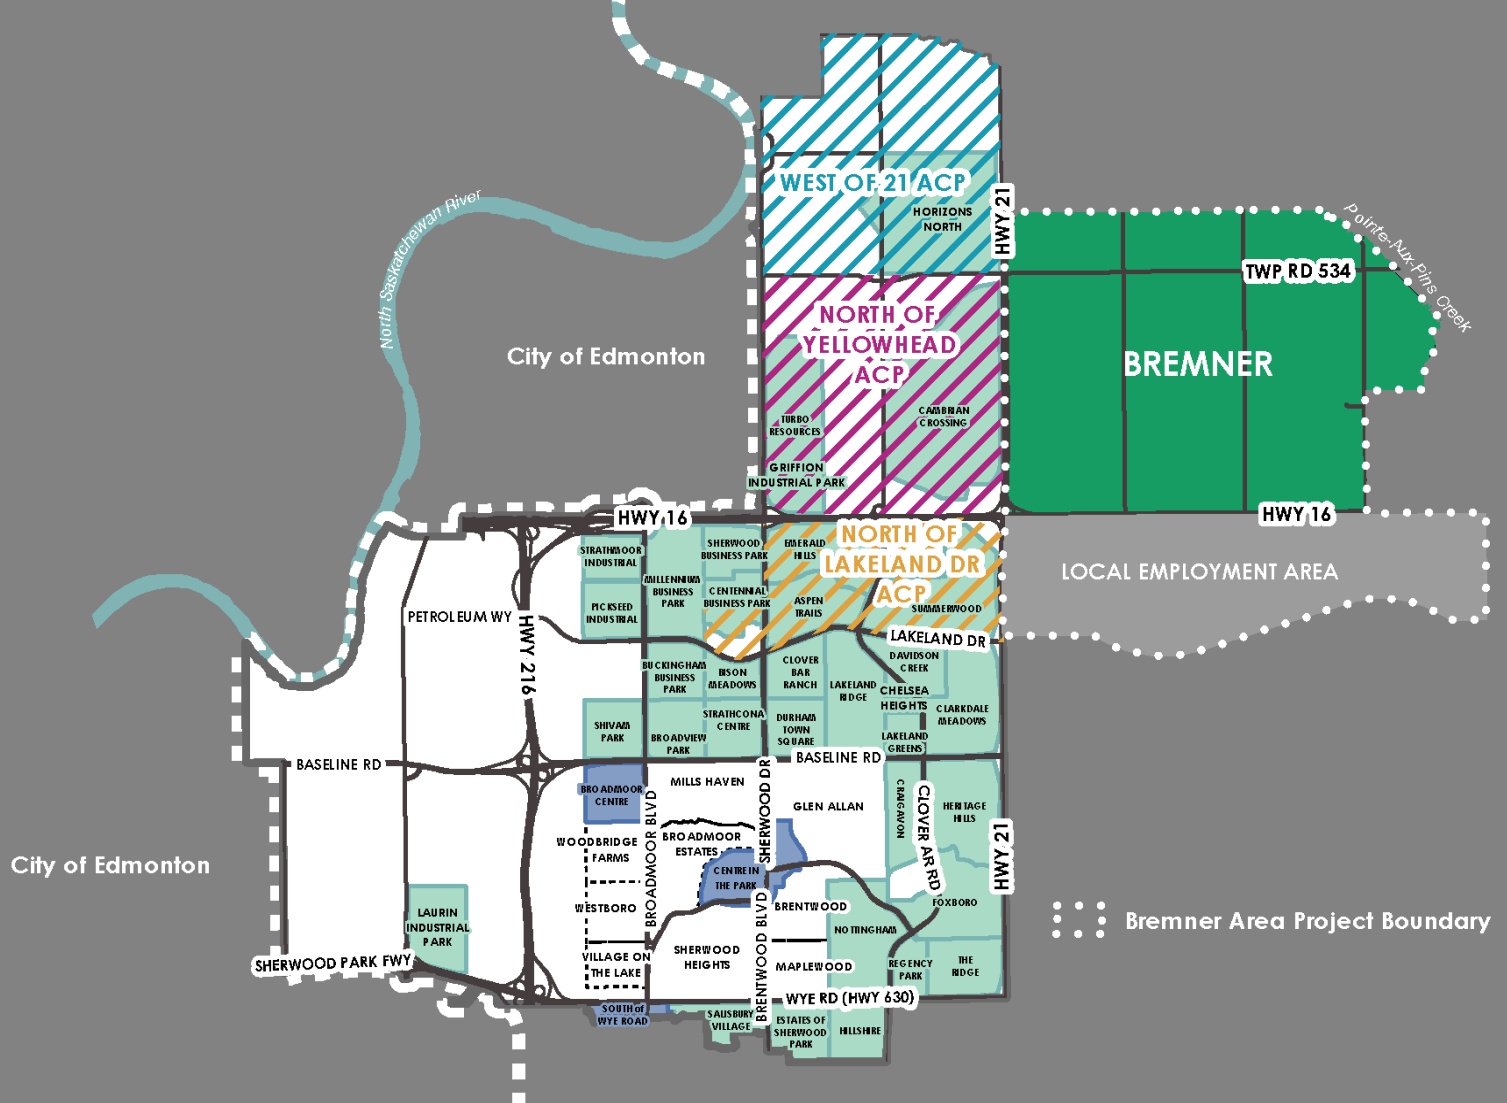 North Saskatchewan River
WEST OF 21 ACP
HORIZONS
NORTH
HWY 21
Pointe-Aux-Pins Creek
TWP RD 534
NORTH OF
YELLOWHEAD
ACP
City of Edmonton
BREMNER
TURBO
RESOURCES
CAMBRIAN
CROSSING
GRIFFION
INDUSTRIAL PARK
HWY 16
HWY 16
STRATHMOOR
INDUSTRIAL
SHERWOOD
BUSINESS PARK
EMERALD
HILLS
NORTH OF
LAKELAND DR
ACP
LOCAL EMPLOYMENT AREA
MILLENNIUM
BUSINESS
PARK
CENTENNIAL
BUSINESS PARK
PICKSEED
INDUSTRIAL
ASPEN
TRAILS
SUMMERWOOD
PETROLEUM WY
HWY 216
LAKELAND DR
BUCKINGHAM
BUSINESS
PARK
BISON
MEADOWS
CLOVER
BAR
RANCH
LAKELAND
RIDGE
DAVIDSON
CREEK
CHELSEA
HEIGHTS
CLARKDALE
MEADOWS
SHIVAM
PARK
BROADVIEW
PARK
STRATHCONA
CENTRE
DURHAM
TOWN
SQUARE
LAKELAND
GREENS
BASELINE RD
BASELINE RD
BROADMOOR
CENTRE
MILLS HAVEN
SHERWOOD DR
GLEN ALLAN
CRAIGAVON
CLOVER AR RD
HERITAGE
HILLS
HWY 21
BROADMOOR BLVD
WOODBRIDGE
FARMS
BROADMOOR
ESTATES
CENTRE IN
THE PARK
City of Edmonton
WESTBORO
BRENTWOOD BLVD
BRENTWOOD
FOXBORO
LAURIN
INDUSTRIAL
PARK
NOTTINGHAM
Bremner Area Project Boundary
SHERWOOD PARK FWY
VILLAGE ON
THE LAKE
SHERWOOD
HEIGHTS
MAPLEWOOD
REGENCY
PARK
THE
RIDGE
WYE RD (HWY 630)
SOUTH of
WYE ROAD
SALISBURY
VILLAGE
ESTATES OF
SHERWOOD
PARK
HILLSHIRE